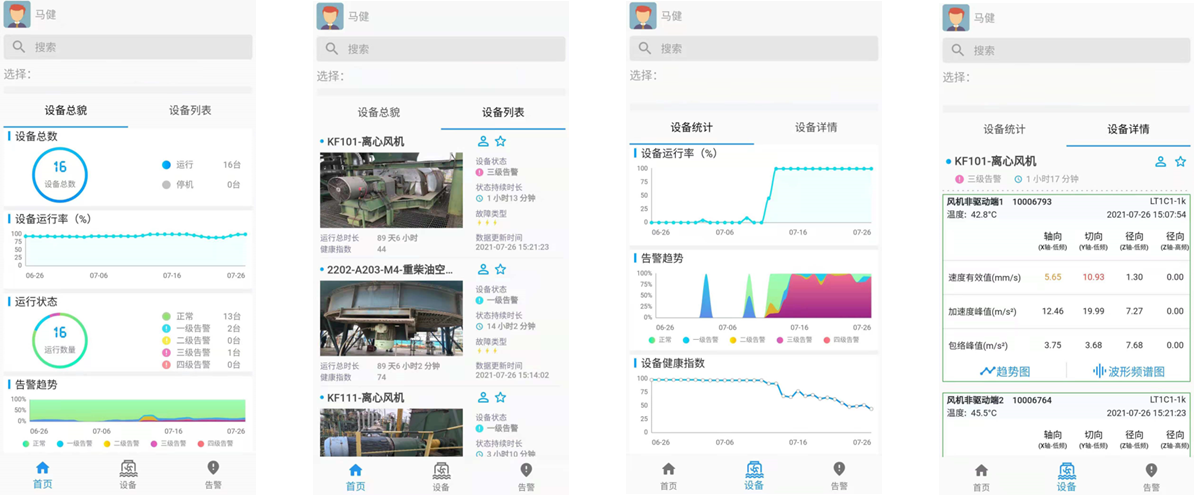 马健
搜索
选择：
设备总貌 设备列表
设备总数
16
设备总数
运行 16台
停机 0台
设备运行率（%）
100
75
50
25
0
06-26 07-06 07-16 07-26
运行状态
16
运行数量
正常 13台
一级告警 2台
二级告警 0台
三级告警 1台
四级告警 0台
告警趋势
100%
50%
0%
06-26 07-06 07-16 07-26
正常 一级告警 二级告警 三级告警 四级告警
首页 设备 告警
马健
搜索
选择：
设备总貌 设备列表
KF101-离心风机
设备状态
三级告警
状态持续时长
1 小时13 分钟
故障类型
运行总时长 89 天6 小时
健康指数 44
数据更新时间
2021-07-26 15:21:23
2202-A203-M4-重柴油空...
设备状态
一级告警
状态持续时长
14 小时2 分钟
故障类型
运行总时长 89 天6 小时2 分钟
健康指数 74
数据更新时间
2021-07-26 15:14:02
KF111-离心风机
设备状态
一级告警
状态持续时长
3 小时10 分钟
首页 设备 告警
马健
搜索
选择：
设备统计 设备详情
设备运行率（%）
100
75
50
25
0
06-26 07-06 07-16 07-26
告警趋势
100%
75%
50%
25%
0%
06-26 07-06 07-16 07-26
正常 一级告警 二级告警 三级告警 四级告警
设备健康指数
100
75
50
25
0
06-26 07-06 07-16 07-26
首页 设备 告警
马健
搜索
选择：
设备统计 设备详情
KF101-离心风机
三级告警 1 小时17 分钟
风机非驱动端1 10006793 LT1C1-1k
温度: 42.8°C 2021-07-26 15:07:54
轴向 切向 径向 径向
(X轴-低频) (Y轴-低频) (Z轴-低频) (Z轴-高频)
速度有效值(mm/s) 5.65 10.93 1.30 0.00
加速度峰值(m/s²) 12.46 19.99 7.27 0.00
包络峰值(m/s²) 3.75 3.68 7.68 0.00
趋势图 波形频谱图
风机非驱动端2 10006764 LT1C1-1k
温度: 45.5°C 2021-07-26 15:21:23
轴向 切向 径向 径向
(X轴-低频) (Y轴-低频) (Z轴-低频) (Z轴-高频)
首页 设备 告警